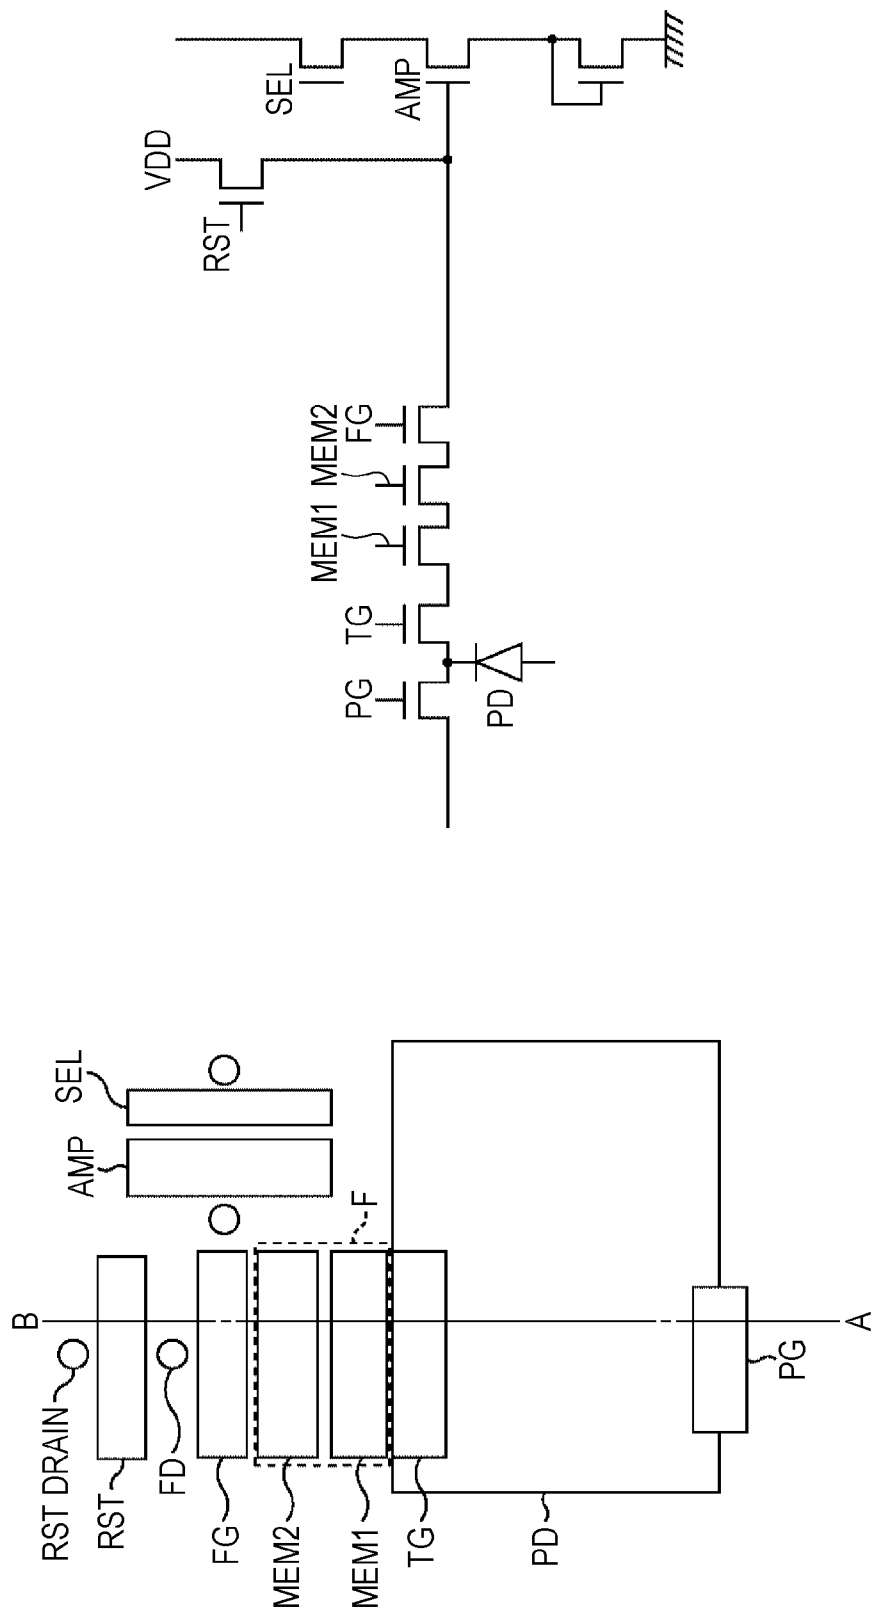 B
RST DRAIN
SEL
AMP
RST
FD
FG
MEM2
F
MEM1
TG
PD
PG
A
VDD
RST
SEL
AMP
MEM1
MEM2
PG
TG
FG
PD